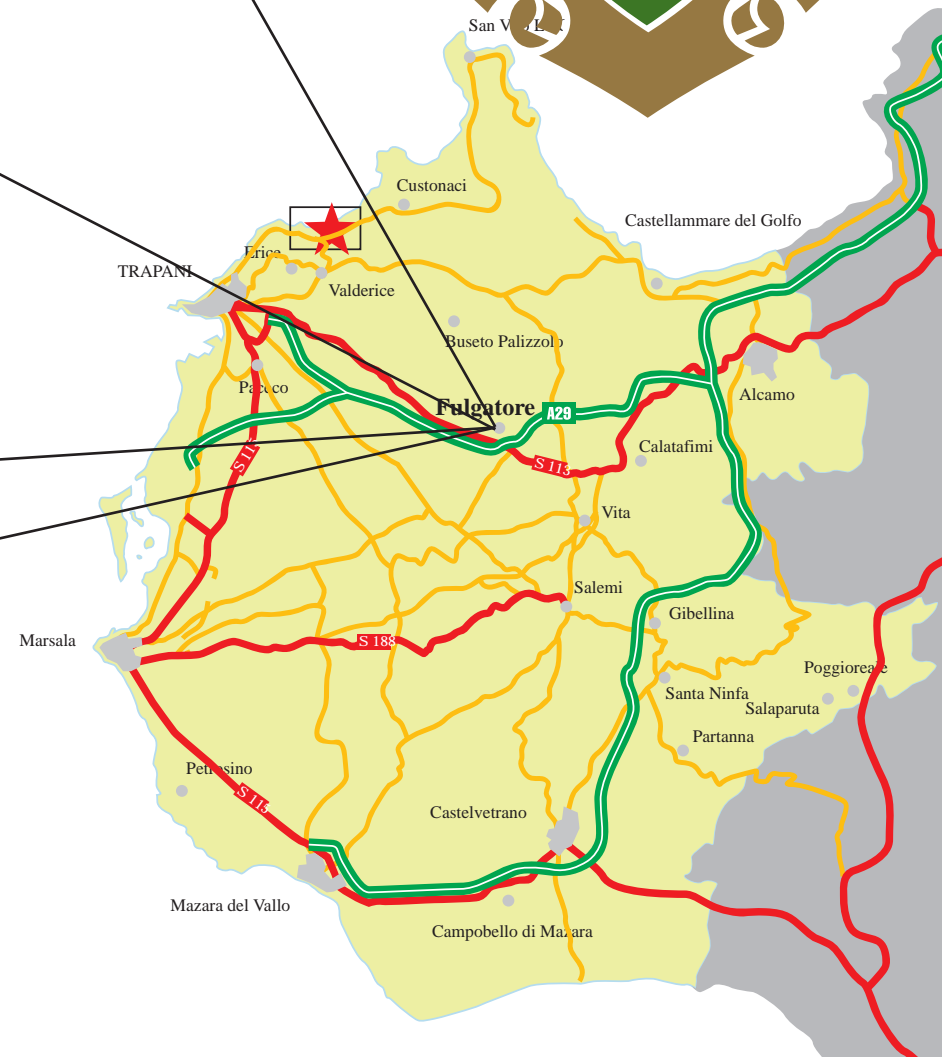 Custonaci
Castellammare del Golfo
Erice
TRAPANI
Valderice
Buseto Palizzolo
Paceco
Alcamo
Fulgatore
A29
Calatafimi
S 113
Vita
Salemi
Gibellina
Marsala
S 188
Poggioreale
Santa Ninfa
Salaparuta
Partanna
Petrosino
S 115
Castelvetrano
Mazara del Vallo
Campobello di Mazara